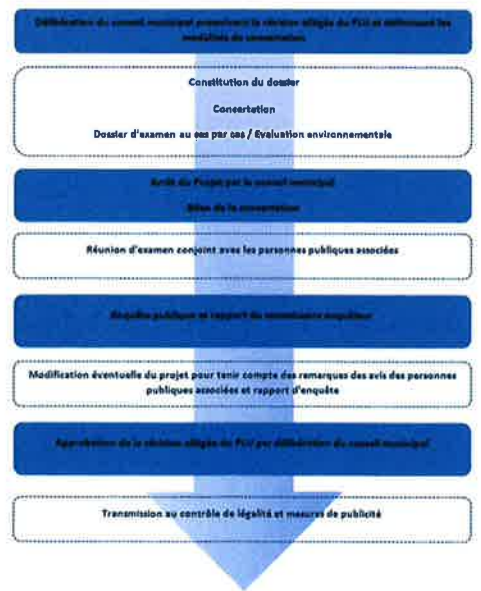 Délibération du conseil municipal prescrivant la révision allégée du PLU et définissant les
modalités de concertation
Constitution du dossier
Concertation
Dossier d'examen au cas par cas / Evaluation environnementale
Arrêt du Projet par le conseil municipal
Bilan de la concertation
Réunion d'examen conjoint avec les personnes publiques associées
Enquête publique et rapport du commissaire enquêteur
Modification éventuelle du projet pour tenir compte des remarques des avis des personnes
publiques associées et rapport d'enquête
Approbation de la révision allégée du PLU par délibération du conseil municipal
Transmission au contrôle de légalité et mesures de publicité